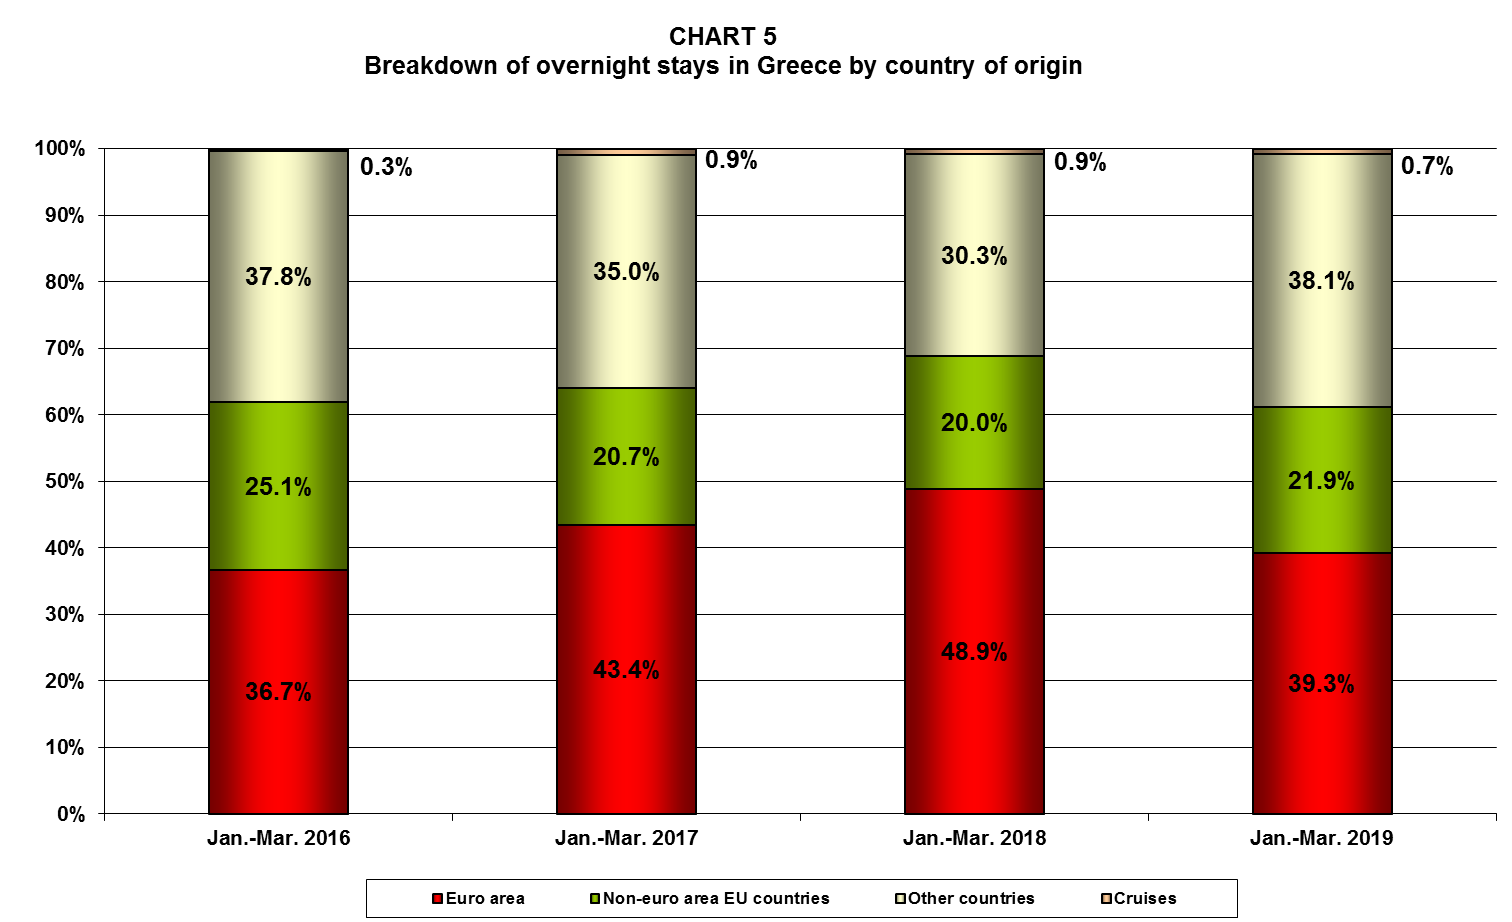 CHART 5
Breakdown of overnight stays in Greece by country of origin
100%
90%
80%
70%
60%
50%
40%
30%
20%
10%
0%
0.3%
37.8%
25.1%
36.7%
0.9%
35.0%
20.7%
43.4%
0.9%
30.3%
20.0%
48.9%
0.7%
38.1%
21.9%
39.3%
Jan.-Mar. 2016
Jan.-Mar. 2017
Jan.-Mar. 2018
Jan.-Mar. 2019
Euro area
Non-euro area EU countries
Other countries
Cruises